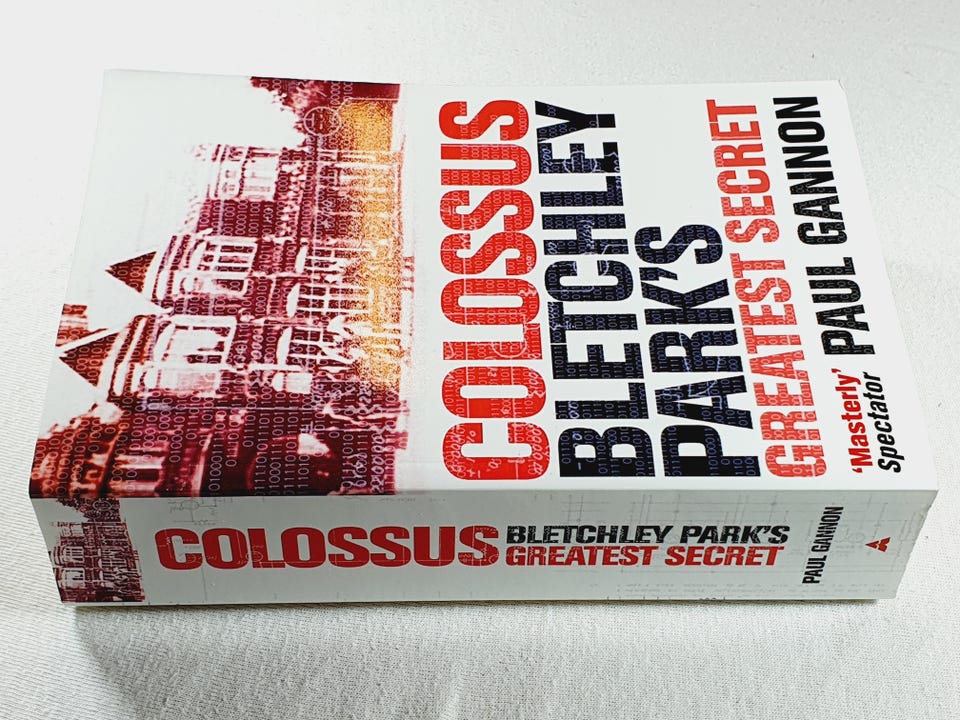 COLOSSUS
BLETCHLEY
PARK'S
GREATEST SECRET
PAUL GANNON
'Masterly'
Spectator
COLOSSUS
BLETCHLEY PARK'S
GREATEST SECRET
PAUL GANNON